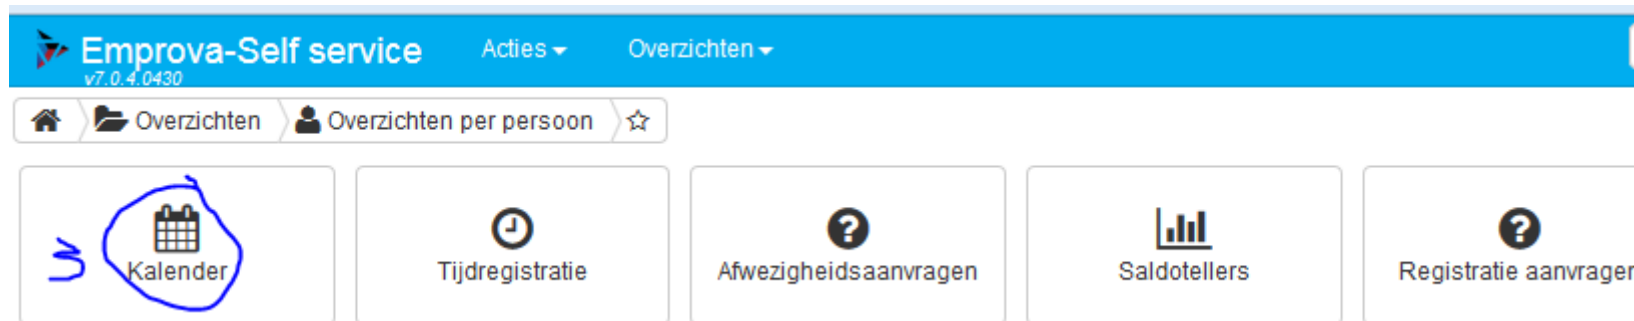 Emprova-Self service Acties Overzichten
v7.0.4.0430
Overzichten Overzichten per persoon
3 Kalender Tijdregistratie Afwezigheidsaanvragen Saldotellers Registratie aanvragen